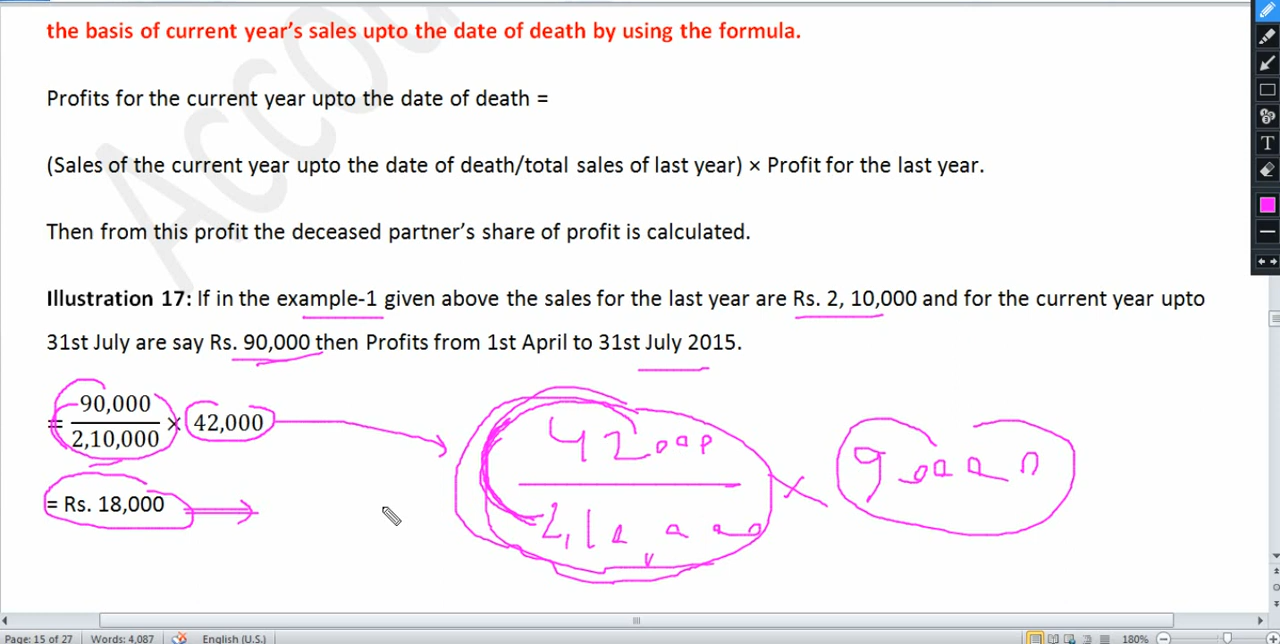 the basis of current year's sales upto the date of death by using the formula.
Profits for the current year upto the date of death =
(Sales of the current year upto the date of death/total sales of last year) × Profit for the last year.
Then from this profit the deceased partner's share of profit is calculated.
Illustration 17: If in the example-1 given above the sales for the last year are Rs. 2, 10,000 and for the current year upto
31st July are say Rs. 90,000 then Profits from 1st April to 31st July 2015.
= 90,000
2,10,000
× 42,000
= Rs. 18,000
42000
2,10,000
× 90000
Page: 15 of 27 Words: 4,087 English (U.S.) 180%